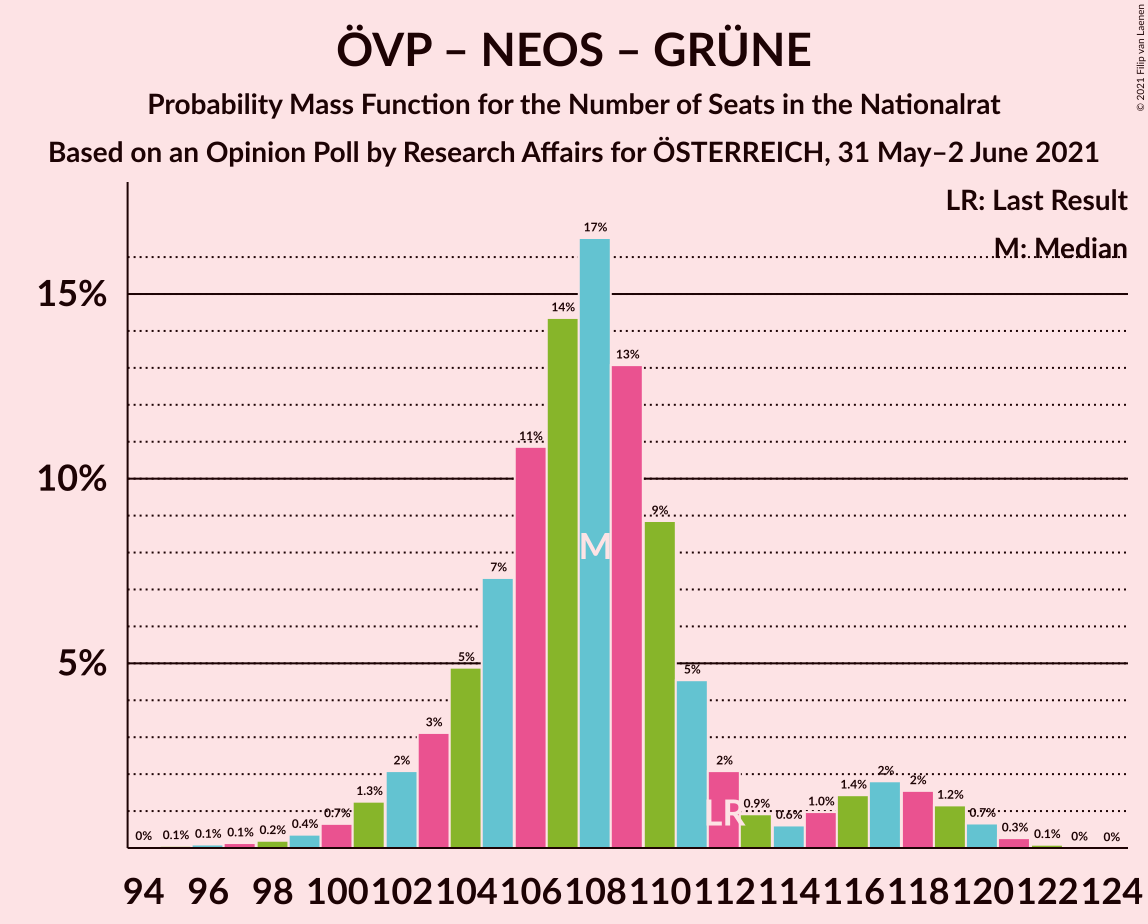 ÖVP – NEOS – GRÜNE
Probability Mass Function for the Number of Seats in the Nationalrat
Based on an Opinion Poll by Research Affairs for ÖSTERREICH, 31 May–2 June 2021
© 2021 Filip van Laenen
LR: Last Result
M: Median
15%
10%
5%
0% 0.1% 0.1% 0.1% 0.2% 0.4% 0.7% 1.3% 2% 3% 5% 7% 11% 14% 17% 13% 9% 5% 2% 0.9% 0.6% 1.0% 1.4% 2% 2% 1.2% 0.7% 0.3% 0.1% 0% 0%
M
LR
94 96 98 100 102 104 106 108 110 112 114 116 118 120 122 124